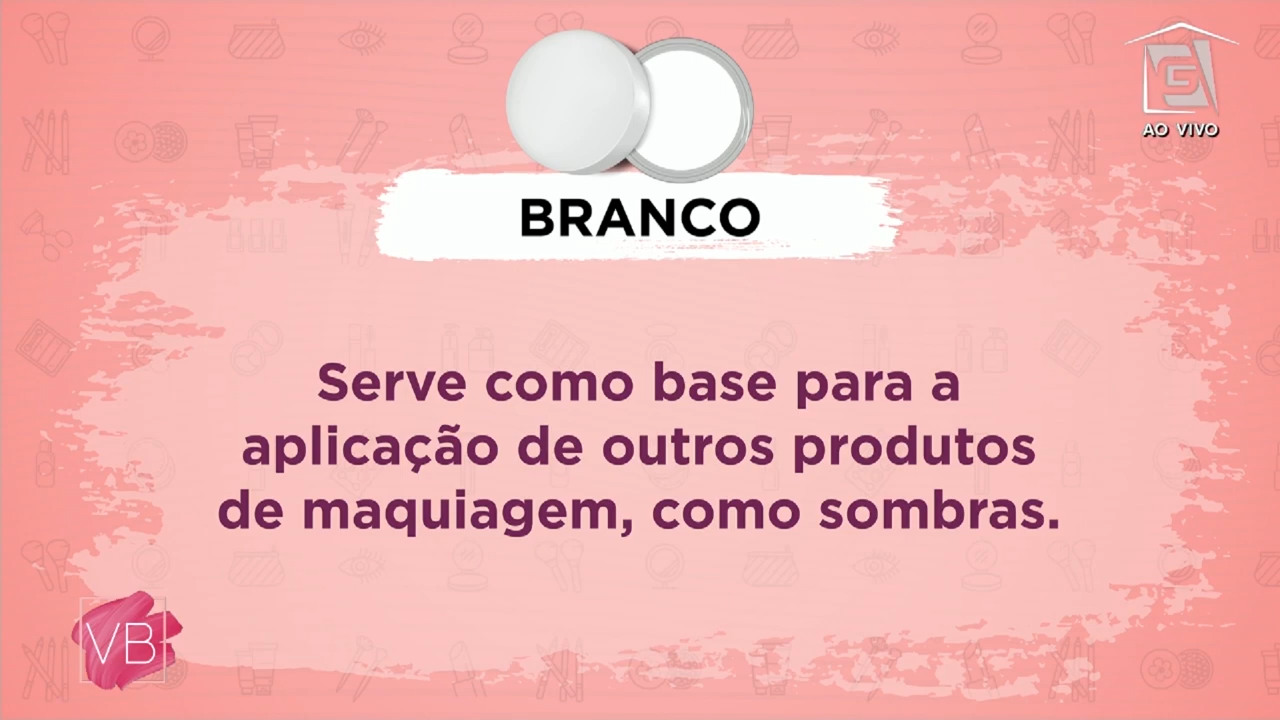 AO VIVO
BRANCO
Serve como base para a
aplicação de outros produtos
de maquiagem, como sombras.
VB